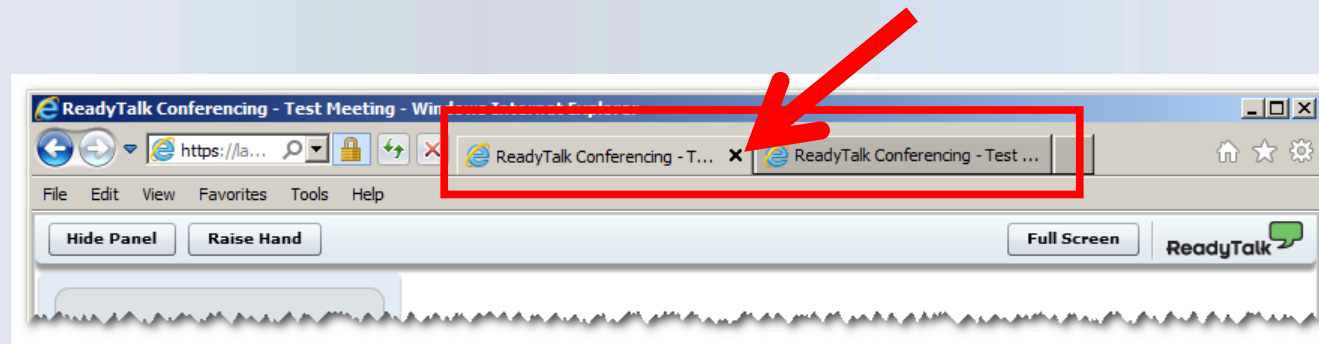 ReadyTalk Conferencing - Test Meeting - Windows Internet Explorer
https://la... ReadyTalk Conferencing - T... ReadyTalk Conferencing - Test ...
File Edit View Favorites Tools Help
Hide Panel Raise Hand Full Screen ReadyTalk